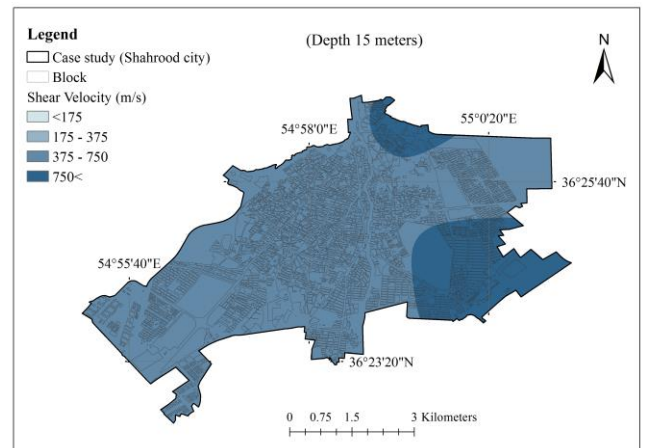 Legend
Case study (Shahrood city)
Block
Shear Velocity (m/s)
<175
175 - 375
375 - 750
750<
(Depth 15 meters)
N
54°58'0"E
55°0'20"E
36°25'40"N
54°55'40"E
36°23'20"N
0 0.75 1.5 3 Kilometers